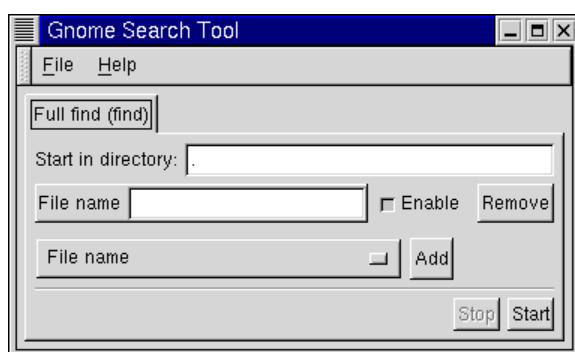 Gnome Search Tool
File Help
Full find (find)
Start in directory: .
File name Enable Remove
File name Add
Stop Start